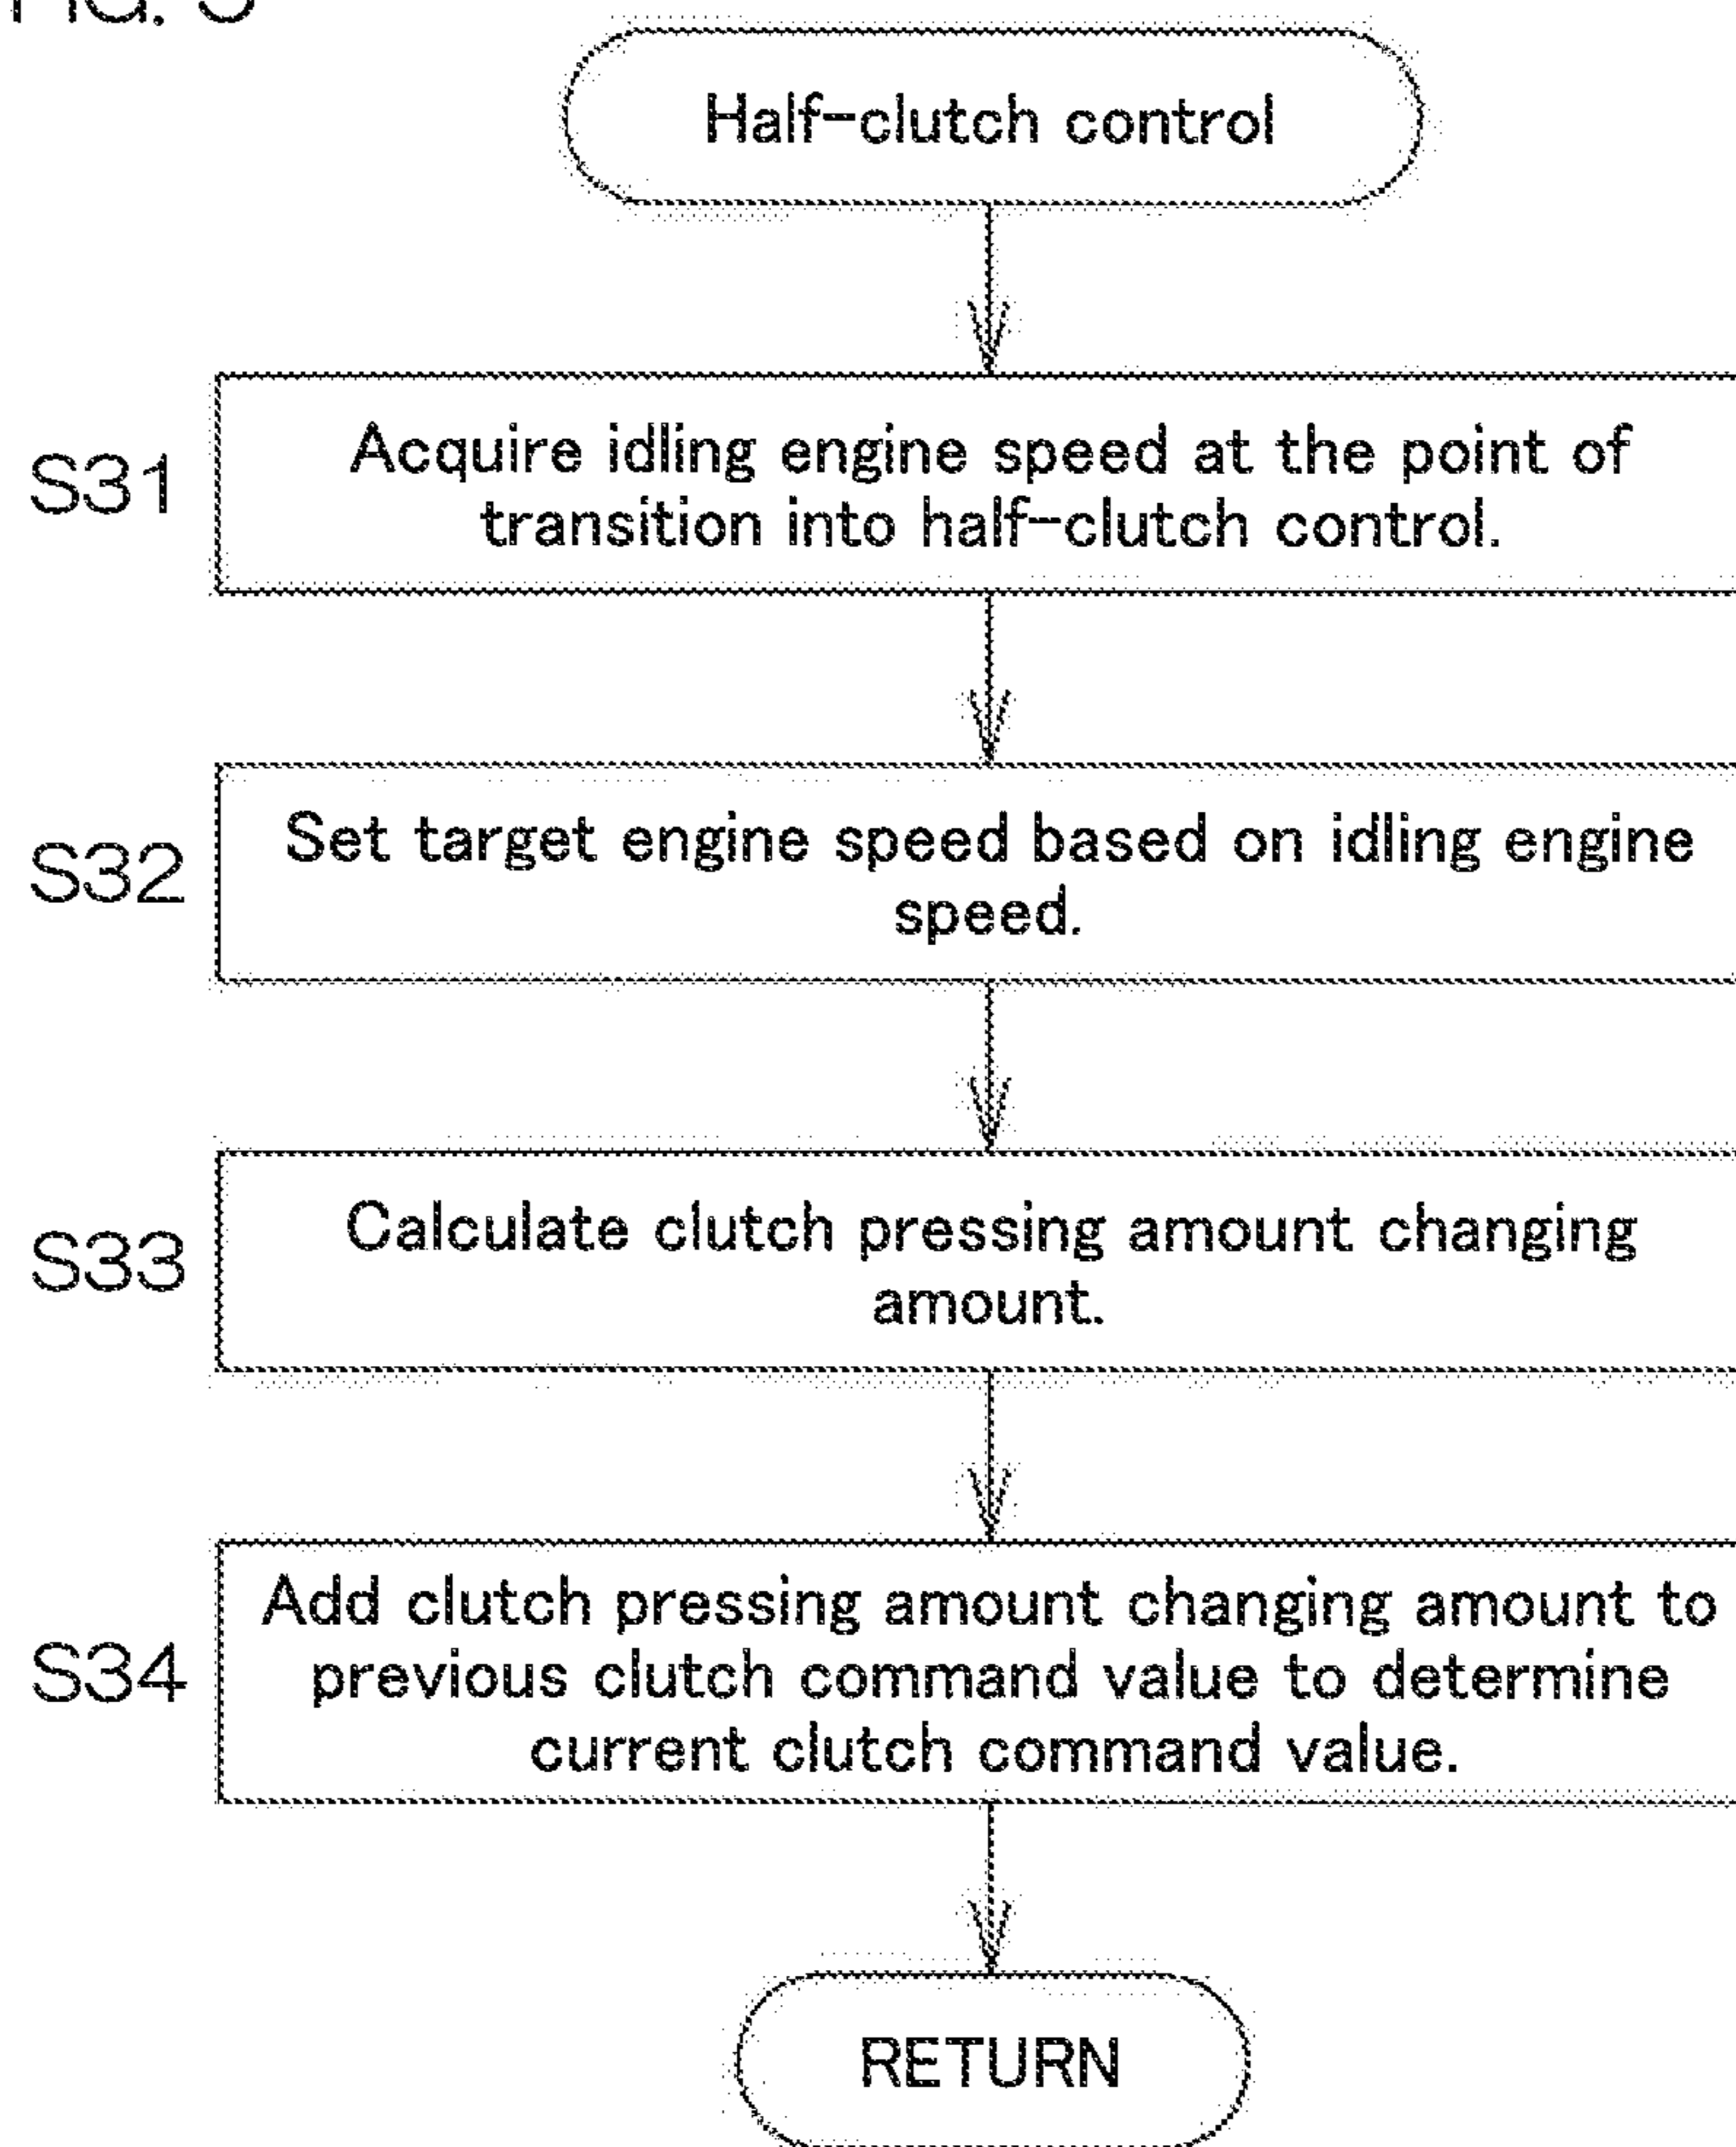 Half-clutch control
S31
Acquire idling engine speed at the point of
transition into half-clutch control.
S32
Set target engine speed based on idling engine
speed.
S33
Calculate clutch pressing amount changing
amount.
S34
Add clutch pressing amount changing amount to
previous clutch command value to determine
current clutch command value.
RETURN